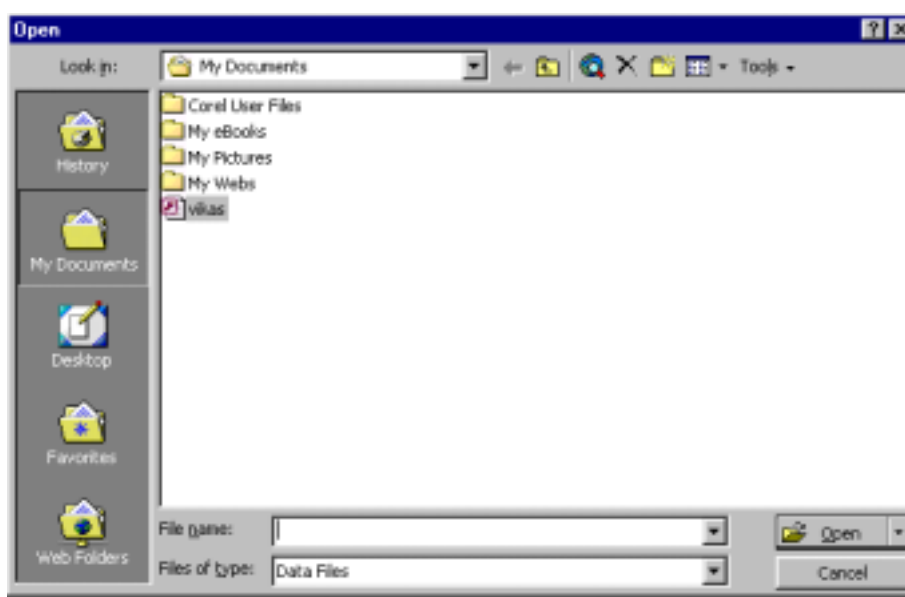 Open
Look in:
My Documents
Tools
Corel User Files
My eBooks
My Pictures
My Webs
vikas
History
My Documents
Desktop
Favorites
Web Folders
File name:
Open
Files of type:
Data Files
Cancel